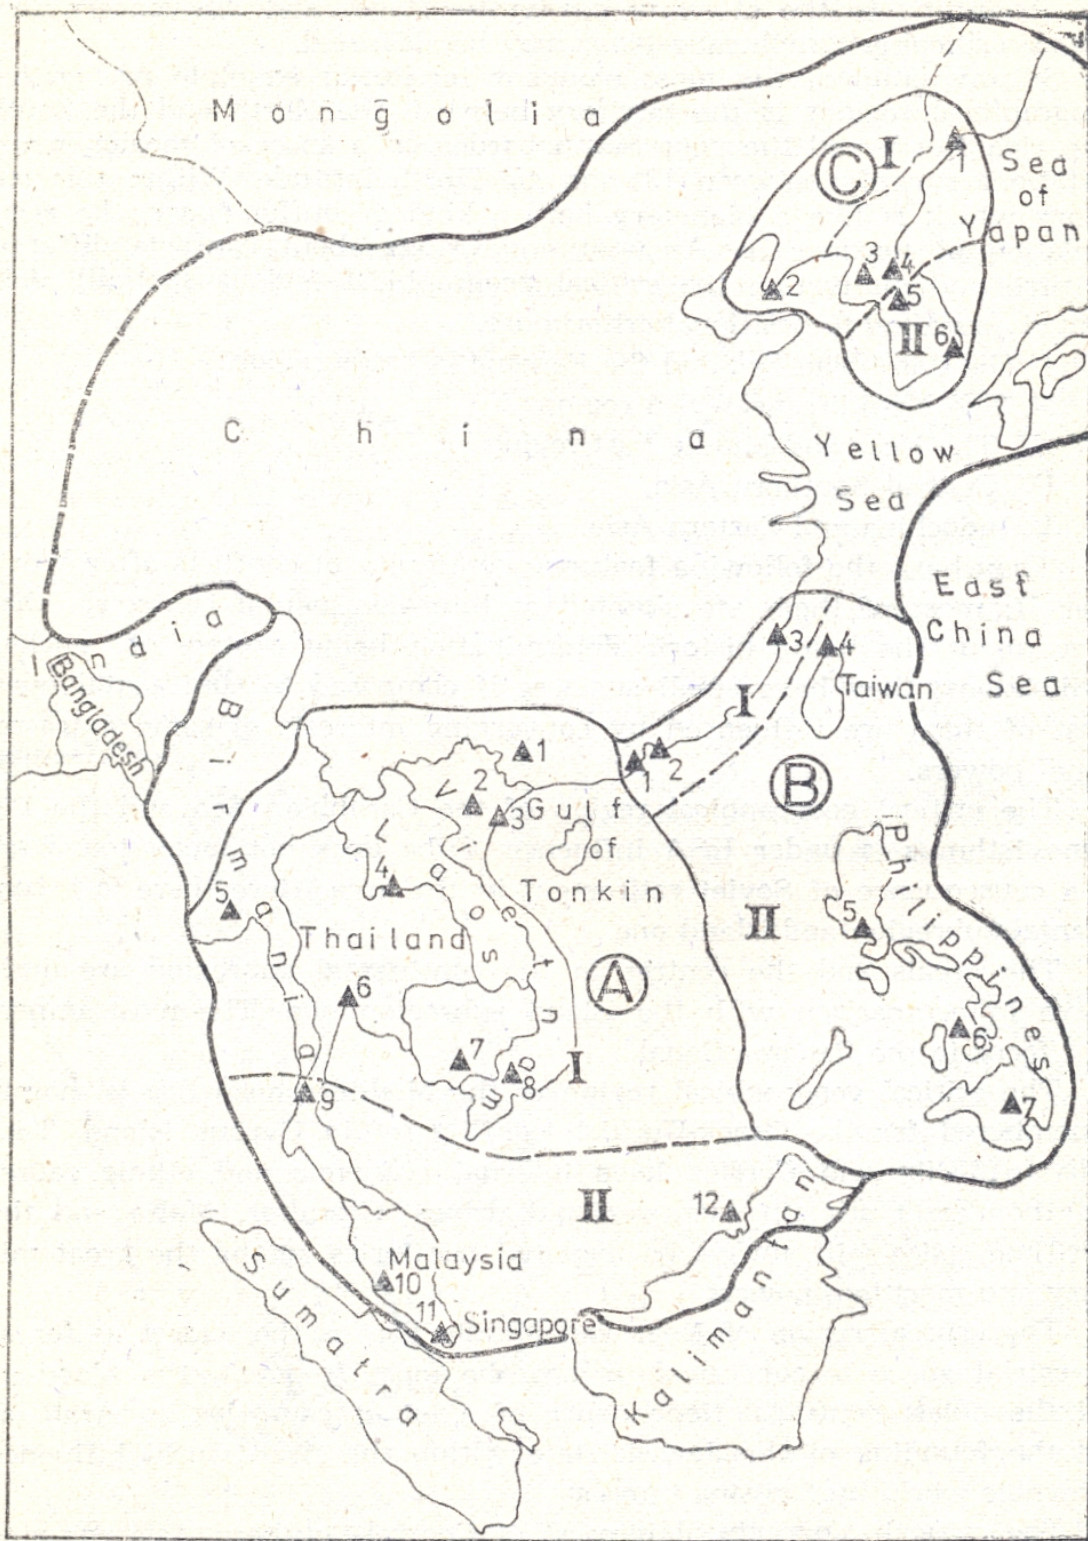 Mongolia
C
I
1
Sea
of
Yapan
2
3
4
5
II
6
China
Yellow
Sea
East
China
Sea
India
Bangladesh
Birmania
3
4
Taiwan
I
1
2
B
1
2
3
Gulf
of
Tonkin
Vietnam
Laos
4
5
Thailand
6
A
7
8
I
9
II
5
Philippines
6
7
II
12
Malaysia
10
11
Singapore
Sumatra
Kalimantan